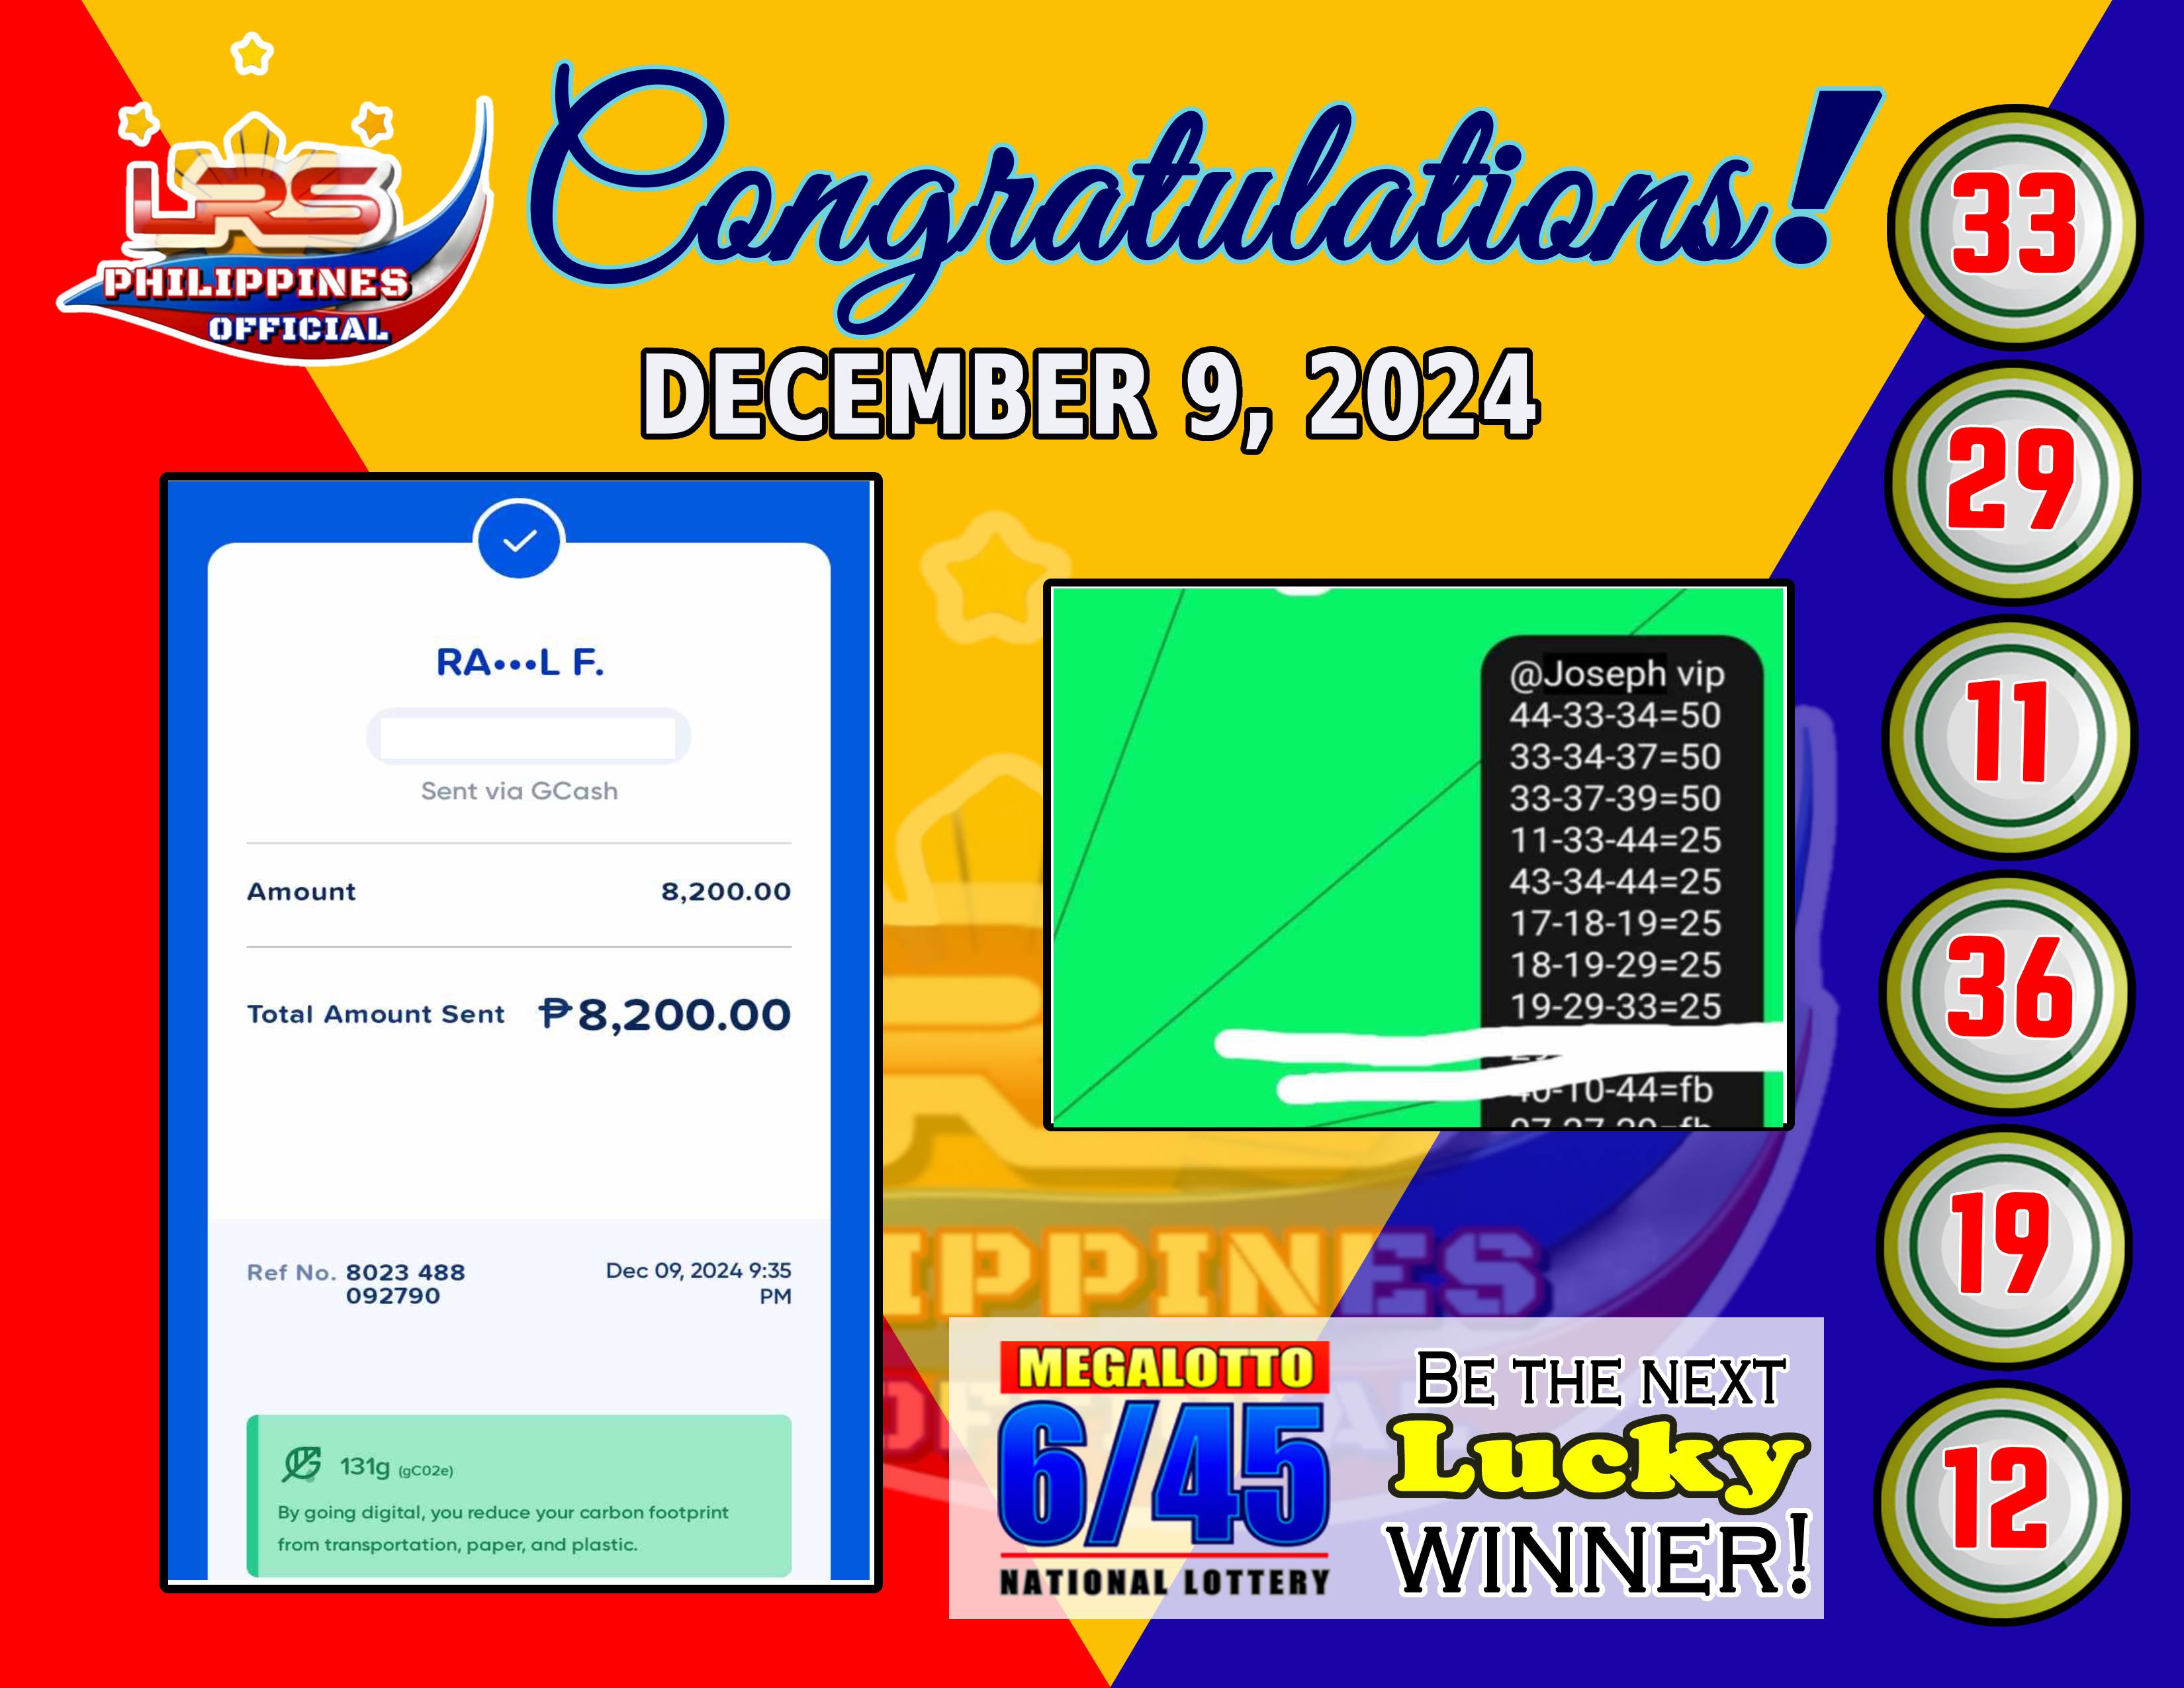 LRS
PHILIPPINES
OFFICIAL
Congratulations!
DECEMBER 9, 2024
RA•••L F.
Sent via GCash
Amount 8,200.00
Total Amount Sent ₱8,200.00
Ref No. 8023 488
092790
Dec 09, 2024 9:35
PM
131g (gCO2e)
By going digital, you reduce your carbon footprint
from transportation, paper, and plastic.
@Joseph vip
44-33-34=50
33-34-37=50
33-37-39=50
11-33-44=25
43-34-44=25
17-18-19=25
18-19-29=25
19-29-33=25
40-10-44=fb
MEGALOTTO
6/45
NATIONAL LOTTERY
BE THE NEXT
Lucky
WINNER!
33
29
11
36
19
12